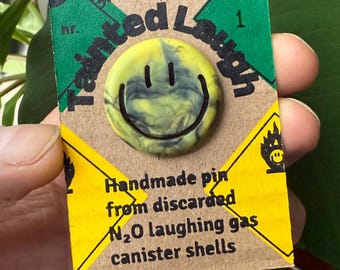 nr.
1
Tainted Laugh
Handmade pin
from discarded
N₂O laughing gas
canister shells